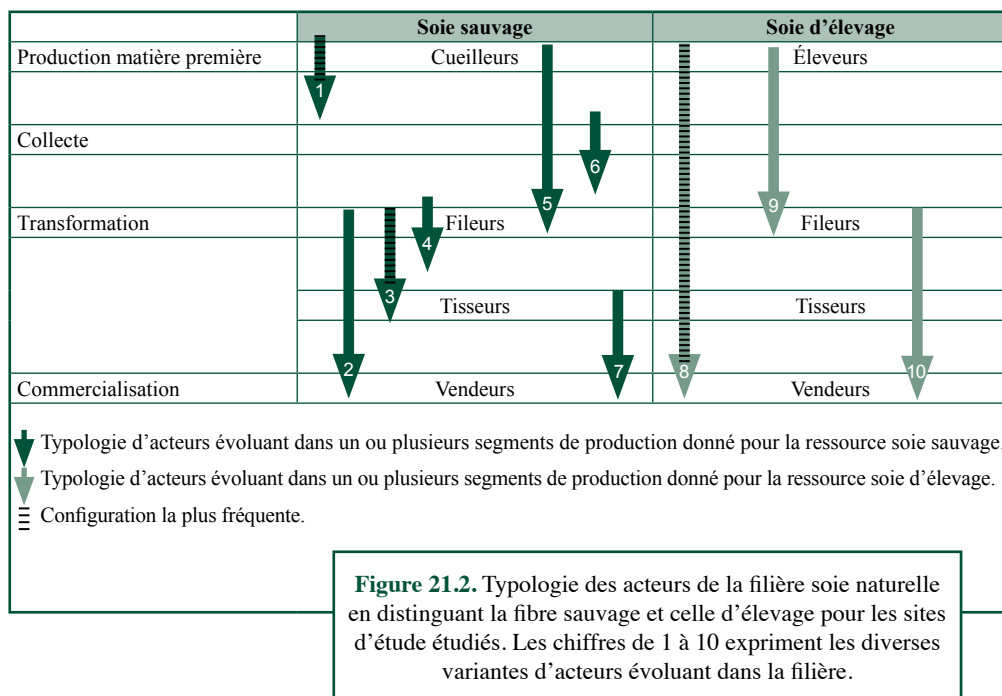 Soie sauvage Soie d'élevage
Production matière première Cueilleurs Éleveurs
1
Collecte
6
5 9
Transformation Fileurs Fileurs
4
3
Tisseurs Tisseurs
2 7 8 10
Commercialisation Vendeurs Vendeurs
Typologie d'acteurs évoluant dans un ou plusieurs segments de production donné pour la ressource soie sauvage.
Typologie d'acteurs évoluant dans un ou plusieurs segments de production donné pour la ressource soie d'élevage.
Configuration la plus fréquente.
Figure 21.2. Typologie des acteurs de la filière soie naturelle
en distinguant la fibre sauvage et celle d'élevage pour les sites
d'étude étudiés. Les chiffres de 1 à 10 expriment les diverses
variantes d'acteurs évoluant dans la filière.